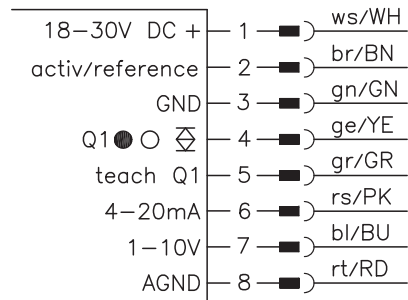 18-30V DC + 1 ws/WH
activ/reference 2 br/BN
GND 3 gn/GN
Q1 4 ge/YE
teach Q1 5 gr/GR
4-20mA 6 rs/PK
1-10V 7 bl/BU
AGND 8 rt/RD